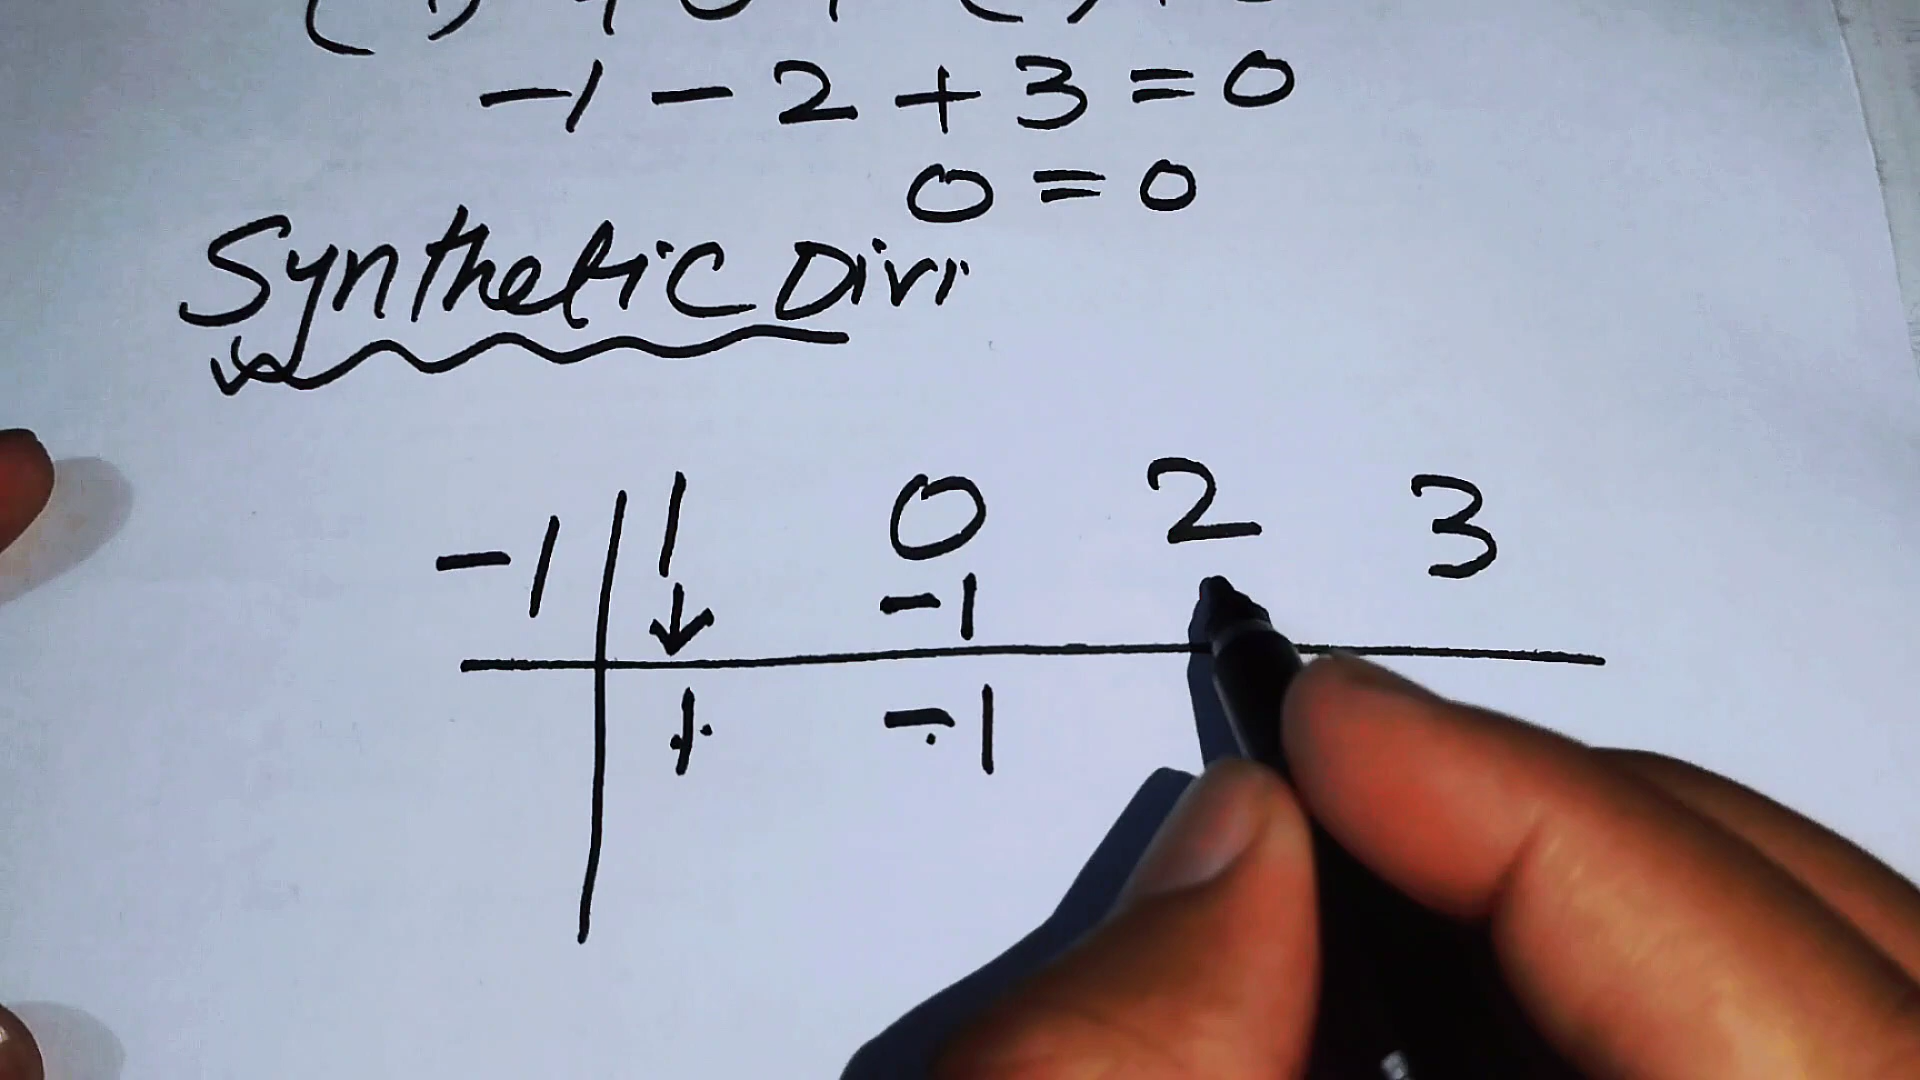 -1 - 2 + 3 = 0
0 = 0
Synthetic Divi
-1 | 1 0 2 3
-1
1 -1